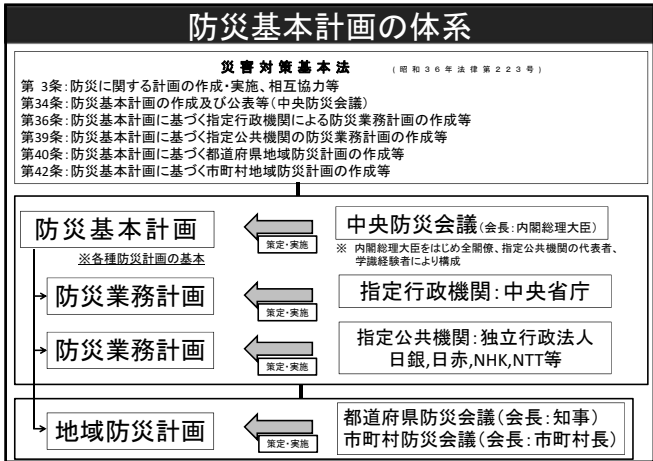 防災基本計画の体系
災害対策基本法 (昭和36年法律第223号)
第 3条:防災に関する計画の作成・実施、相互協力等
第34条:防災基本計画の作成及び公表等(中央防災会議)
第36条:防災基本計画に基づく指定行政機関による防災業務計画の作成等
第39条:防災基本計画に基づく指定公共機関の防災業務計画の作成等
第40条:防災基本計画に基づく都道府県地域防災計画の作成等
第42条:防災基本計画に基づく市町村地域防災計画の作成等
防災基本計画
※各種防災計画の基本
策定・実施
中央防災会議(会長:内閣総理大臣)
※ 内閣総理大臣をはじめ全閣僚、指定公共機関の代表者、
学識経験者により構成
防災業務計画
策定・実施
指定行政機関:中央省庁
防災業務計画
策定・実施
指定公共機関:独立行政法人
日銀,日赤,NHK,NTT等
地域防災計画
策定・実施
都道府県防災会議(会長:知事)
市町村防災会議(会長:市町村長)